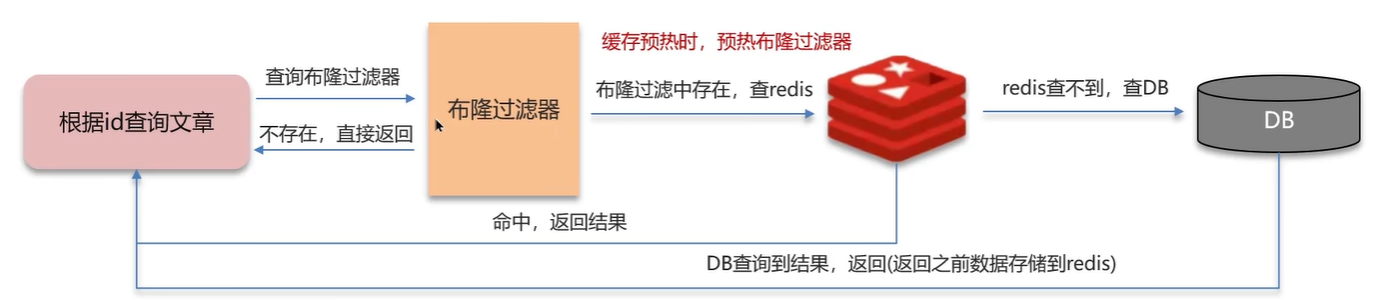 缓存预热时，预热布隆过滤器
查询布隆过滤器
布隆过滤中存在，查redis
redis查不到，查DB
根据id查询文章
布隆过滤器
DB
不存在，直接返回
命中，返回结果
DB查询到结果，返回(返回之前数据存储到redis)